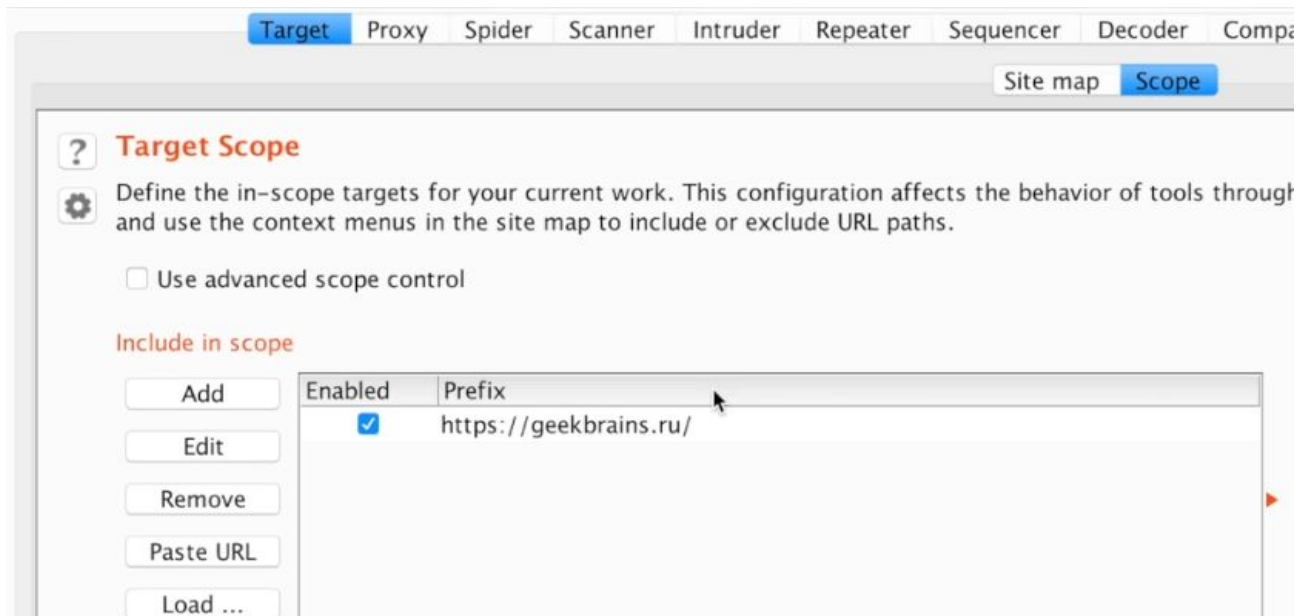 Target Proxy Spider Scanner Intruder Repeater Sequencer Decoder
Site map Scope
? Target Scope
Define the in-scope targets for your current work. This configuration affects the behavior of tools
and use the context menus in the site map to include or exclude URL paths.
Use advanced scope control
Include in scope
Add Enabled Prefix
https://geekbrains.ru/
Edit
Remove
Paste URL
Load ...